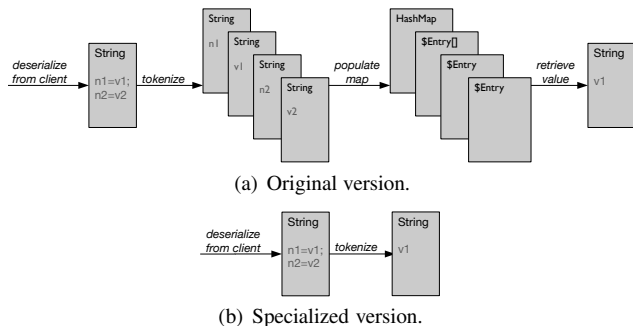 deserialize
from client
String
n1=v1;
n2=v2
tokenize
String
n1
String
v1
String
n2
String
v2
populate
map
HashMap
$Entry[]
$Entry
$Entry
retrieve
value
String
v1
(a) Original version.
deserialize
from client
String
n1=v1;
n2=v2
tokenize
String
v1
(b) Specialized version.